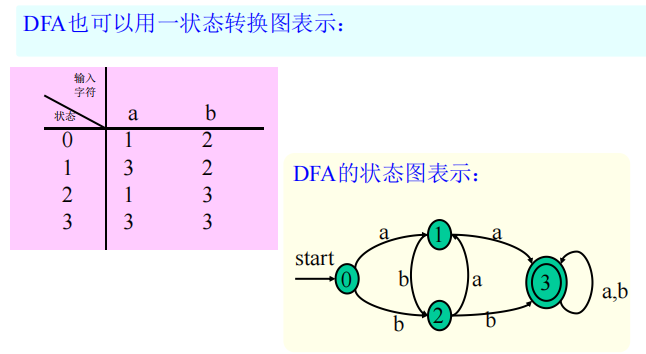 DFA也可以用一状态转换图表示：
输入
字符
状态 a b
0 1 2
1 3 2
2 1 3
3 3 3
DFA的状态图表示：
start
0
a
1
a
b
a
3
a,b
2
b
b